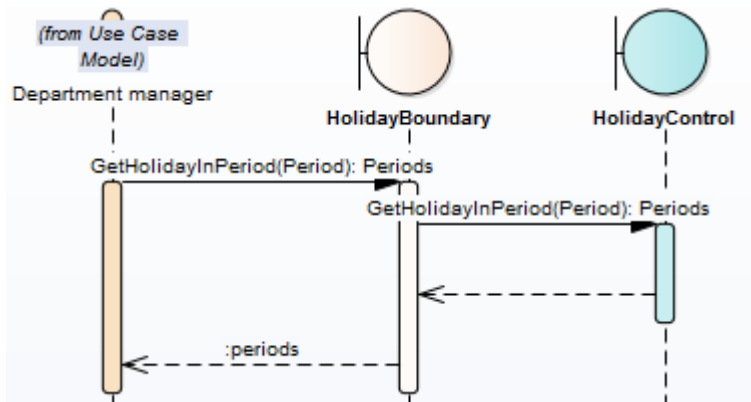 (from Use Case
Model)
Department manager
HolidayBoundary
HolidayControl
GetHolidayInPeriod(Period): Periods
GetHolidayInPeriod(Period): Periods
:periods